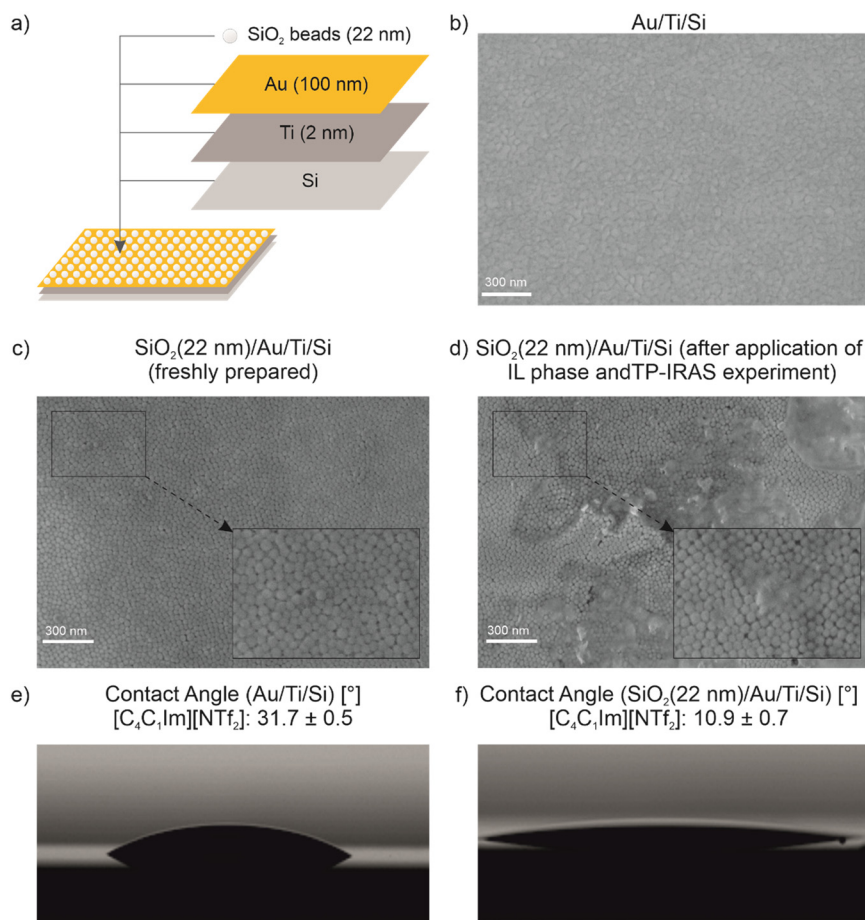 a)
SiO₂ beads (22 nm)
Au (100 nm)
Ti (2 nm)
Si
b)
Au/Ti/Si
300 nm
c)
SiO₂(22 nm)/Au/Ti/Si
(freshly prepared)
300 nm
d)
SiO₂(22 nm)/Au/Ti/Si (after application of
IL phase andTP-IRAS experiment)
300 nm
e)
Contact Angle (Au/Ti/Si) [°]
[C₄C₁Im][NTf₂]: 31.7 ± 0.5
f)
Contact Angle (SiO₂(22 nm)/Au/Ti/Si) [°]
[C₄C₁Im][NTf₂]: 10.9 ± 0.7